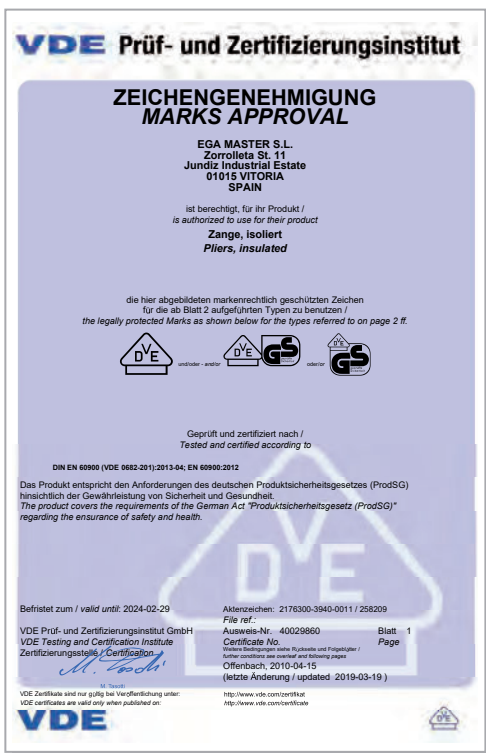 VDE Prüf- und Zertifizierungsinstitut
ZEICHENGENEHMIGUNG
MARKS APPROVAL
EGA MASTER S.L.
Zorrolleta St. 11
Jundiz Industrial Estate
01015 VITORIA
SPAIN
ist berechtigt, für ihr Produkt /
is authorized to use for their product
Zange, isoliert
Pliers, insulated
die hier abgebildeten markenrechtlich geschützten Zeichen
für die ab Blatt 2 aufgeführten Typen zu benutzen /
the legally protected Marks as shown below for the types referred to on page 2 ff.
DVE und/oder - and/or DVE GS oder/or DVE GS
Geprüft und zertifiziert nach /
Tested and certified according to
DIN EN 60900 (VDE 0682-201):2013-04; EN 60900:2012
Das Produkt entspricht den Anforderungen des deutschen Produktsicherheitsgesetzes (ProdSG)
hinsichtlich der Gewährleistung von Sicherheit und Gesundheit.
The product covers the requirements of the German Act "Produktsicherheitsgesetz (ProdSG)"
regarding the ensurance of safety and health.
DVE
Befristet zum / valid until: 2024-02-29
VDE Prüf- und Zertifizierungsinstitut GmbH
VDE Testing and Certification Institute
Zertifizierungsstelle / Certification
M. Tasotti
VDE Zertifikate sind nur gültig bei Veröffentlichung unter:
VDE certificates are valid only when published on:
Aktenzeichen: 2176300-3940-0011 / 258209
File ref.:
Ausweis-Nr. 40029860 Blatt 1
Certificate No. Page
Weitere Bedingungen siehe Rückseite und Folgeblätter /
further conditions see overleaf and following pages
Offenbach, 2010-04-15
(letzte Änderung / updated 2019-03-19 )
http://www.vde.com/zertifikat
http://www.vde.com/certificate
VDE
DVE